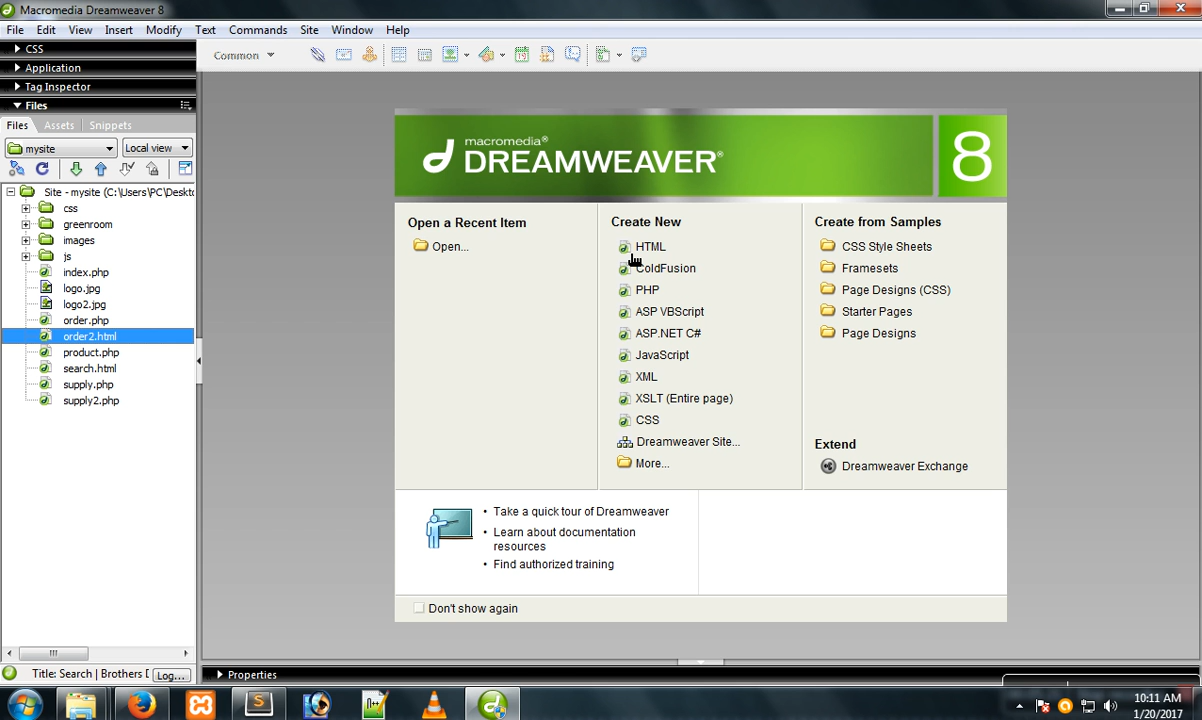 Macromedia Dreamweaver 8
File Edit View Insert Modify Text Commands Site Window Help
CSS
Common
Application
Tag Inspector
Files
Files Assets Snippets
mysite Local view
Site - mysite (C:\Users\PC\Deskto
css
greenroom
images
js
index.php
logo.jpg
logo2.jpg
order.php
order2.html
product.php
search.html
supply.php
supply2.php
macromedia®
DREAMWEAVER®
8
Open a Recent Item
Open...
Create New
HTML
ColdFusion
PHP
ASP VBScript
ASP.NET C#
JavaScript
XML
XSLT (Entire page)
CSS
Dreamweaver Site...
More...
Create from Samples
CSS Style Sheets
Framesets
Page Designs (CSS)
Starter Pages
Page Designs
Extend
Dreamweaver Exchange
• Take a quick tour of Dreamweaver
• Learn about documentation
resources
• Find authorized training
Don't show again
Title: Search | Brothers D Log...
Properties
10:11 AM
1/20/2017